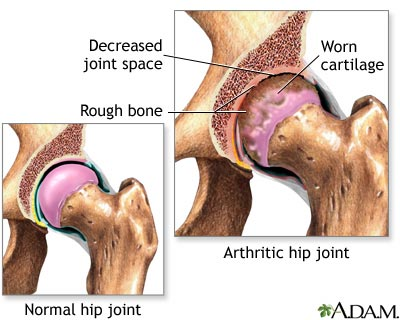 Decreased
joint space
Worn
cartilage
Rough bone
Arthritic hip joint
Normal hip joint
A.D.A.M.